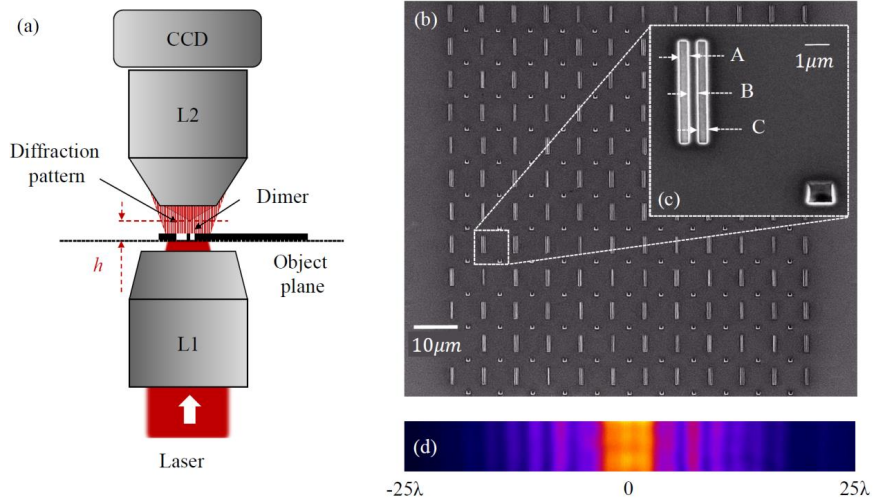 (a)
CCD
L2
Diffraction
pattern
Dimer
h
Object
plane
L1
Laser
(b)
1μm
A
B
C
(c)
10μm
(d)
-25λ 0 25λ